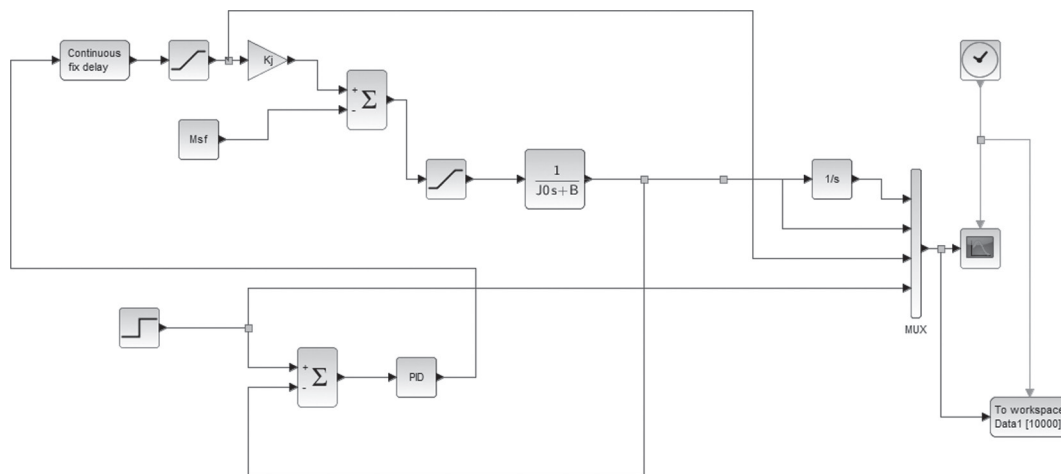 Continuous
fix delay
Kj
+
-
Σ
Msf
1
J0s+B
1/s
MUX
+
-
Σ
PID
To workspace
Data1 [10000]